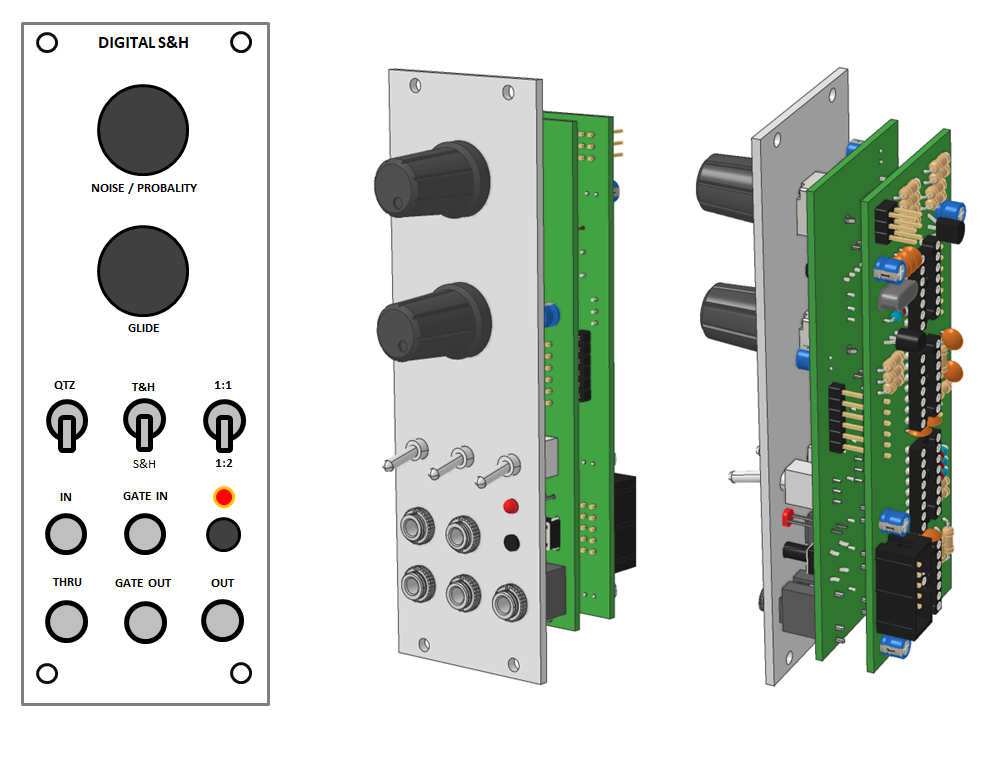 DIGITAL S&H
NOISE / PROBALITY
GLIDE
QTZ T&H 1:1
S&H 1:2
IN GATE IN
THRU GATE OUT OUT